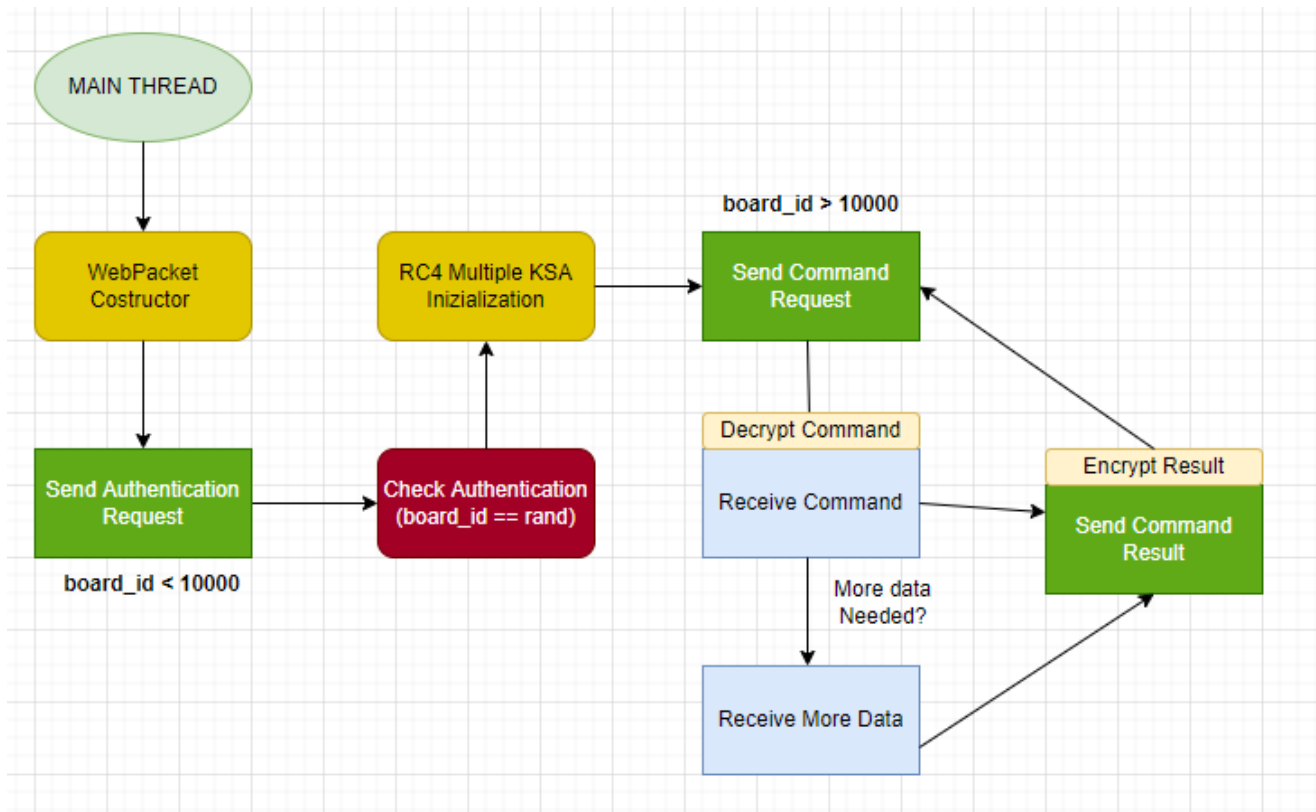 MAIN THREAD
WebPacket
Costructor
Send Authentication
Request
board_id < 10000
Check Authentication
(board_id == rand)
RC4 Multiple KSA
Inizialization
board_id > 10000
Send Command
Request
Decrypt Command
Receive Command
More data
Needed?
Receive More Data
Encrypt Result
Send Command
Result